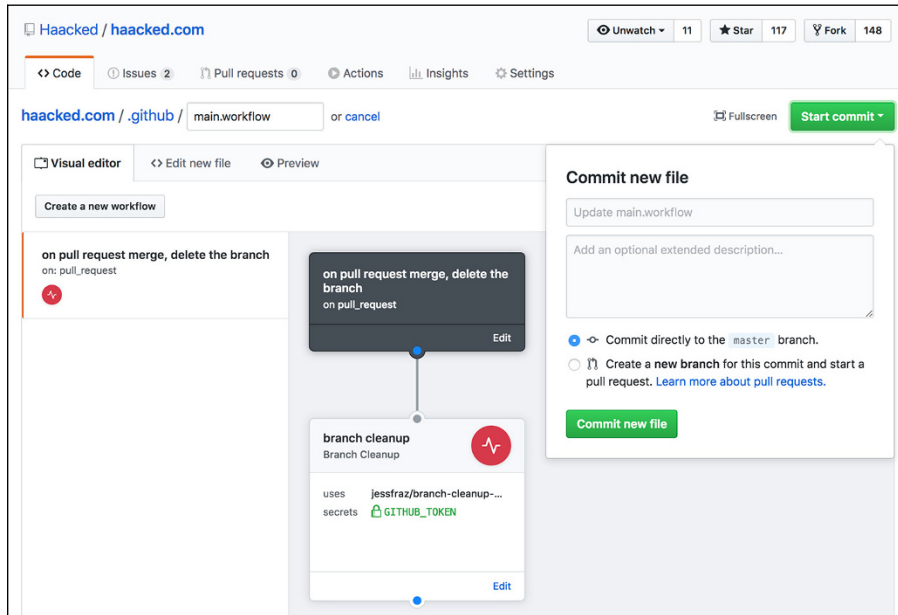 Haacked / haacked.com
Unwatch 11 Star 117 Fork 148
Code Issues 2 Pull requests 0 Actions Insights Settings
haacked.com / .github / main.workflow or cancel Fullscreen Start commit
Visual editor Edit new file Preview
Create a new workflow
on pull request merge, delete the branch
on: pull_request
on pull request merge, delete the
branch
on pull_request
Edit
branch cleanup
Branch Cleanup
uses jessfraz/branch-cleanup-...
secrets GITHUB_TOKEN
Edit
Commit new file
Update main.workflow
Add an optional extended description...
Commit directly to the master branch.
Create a new branch for this commit and start a
pull request. Learn more about pull requests.
Commit new file